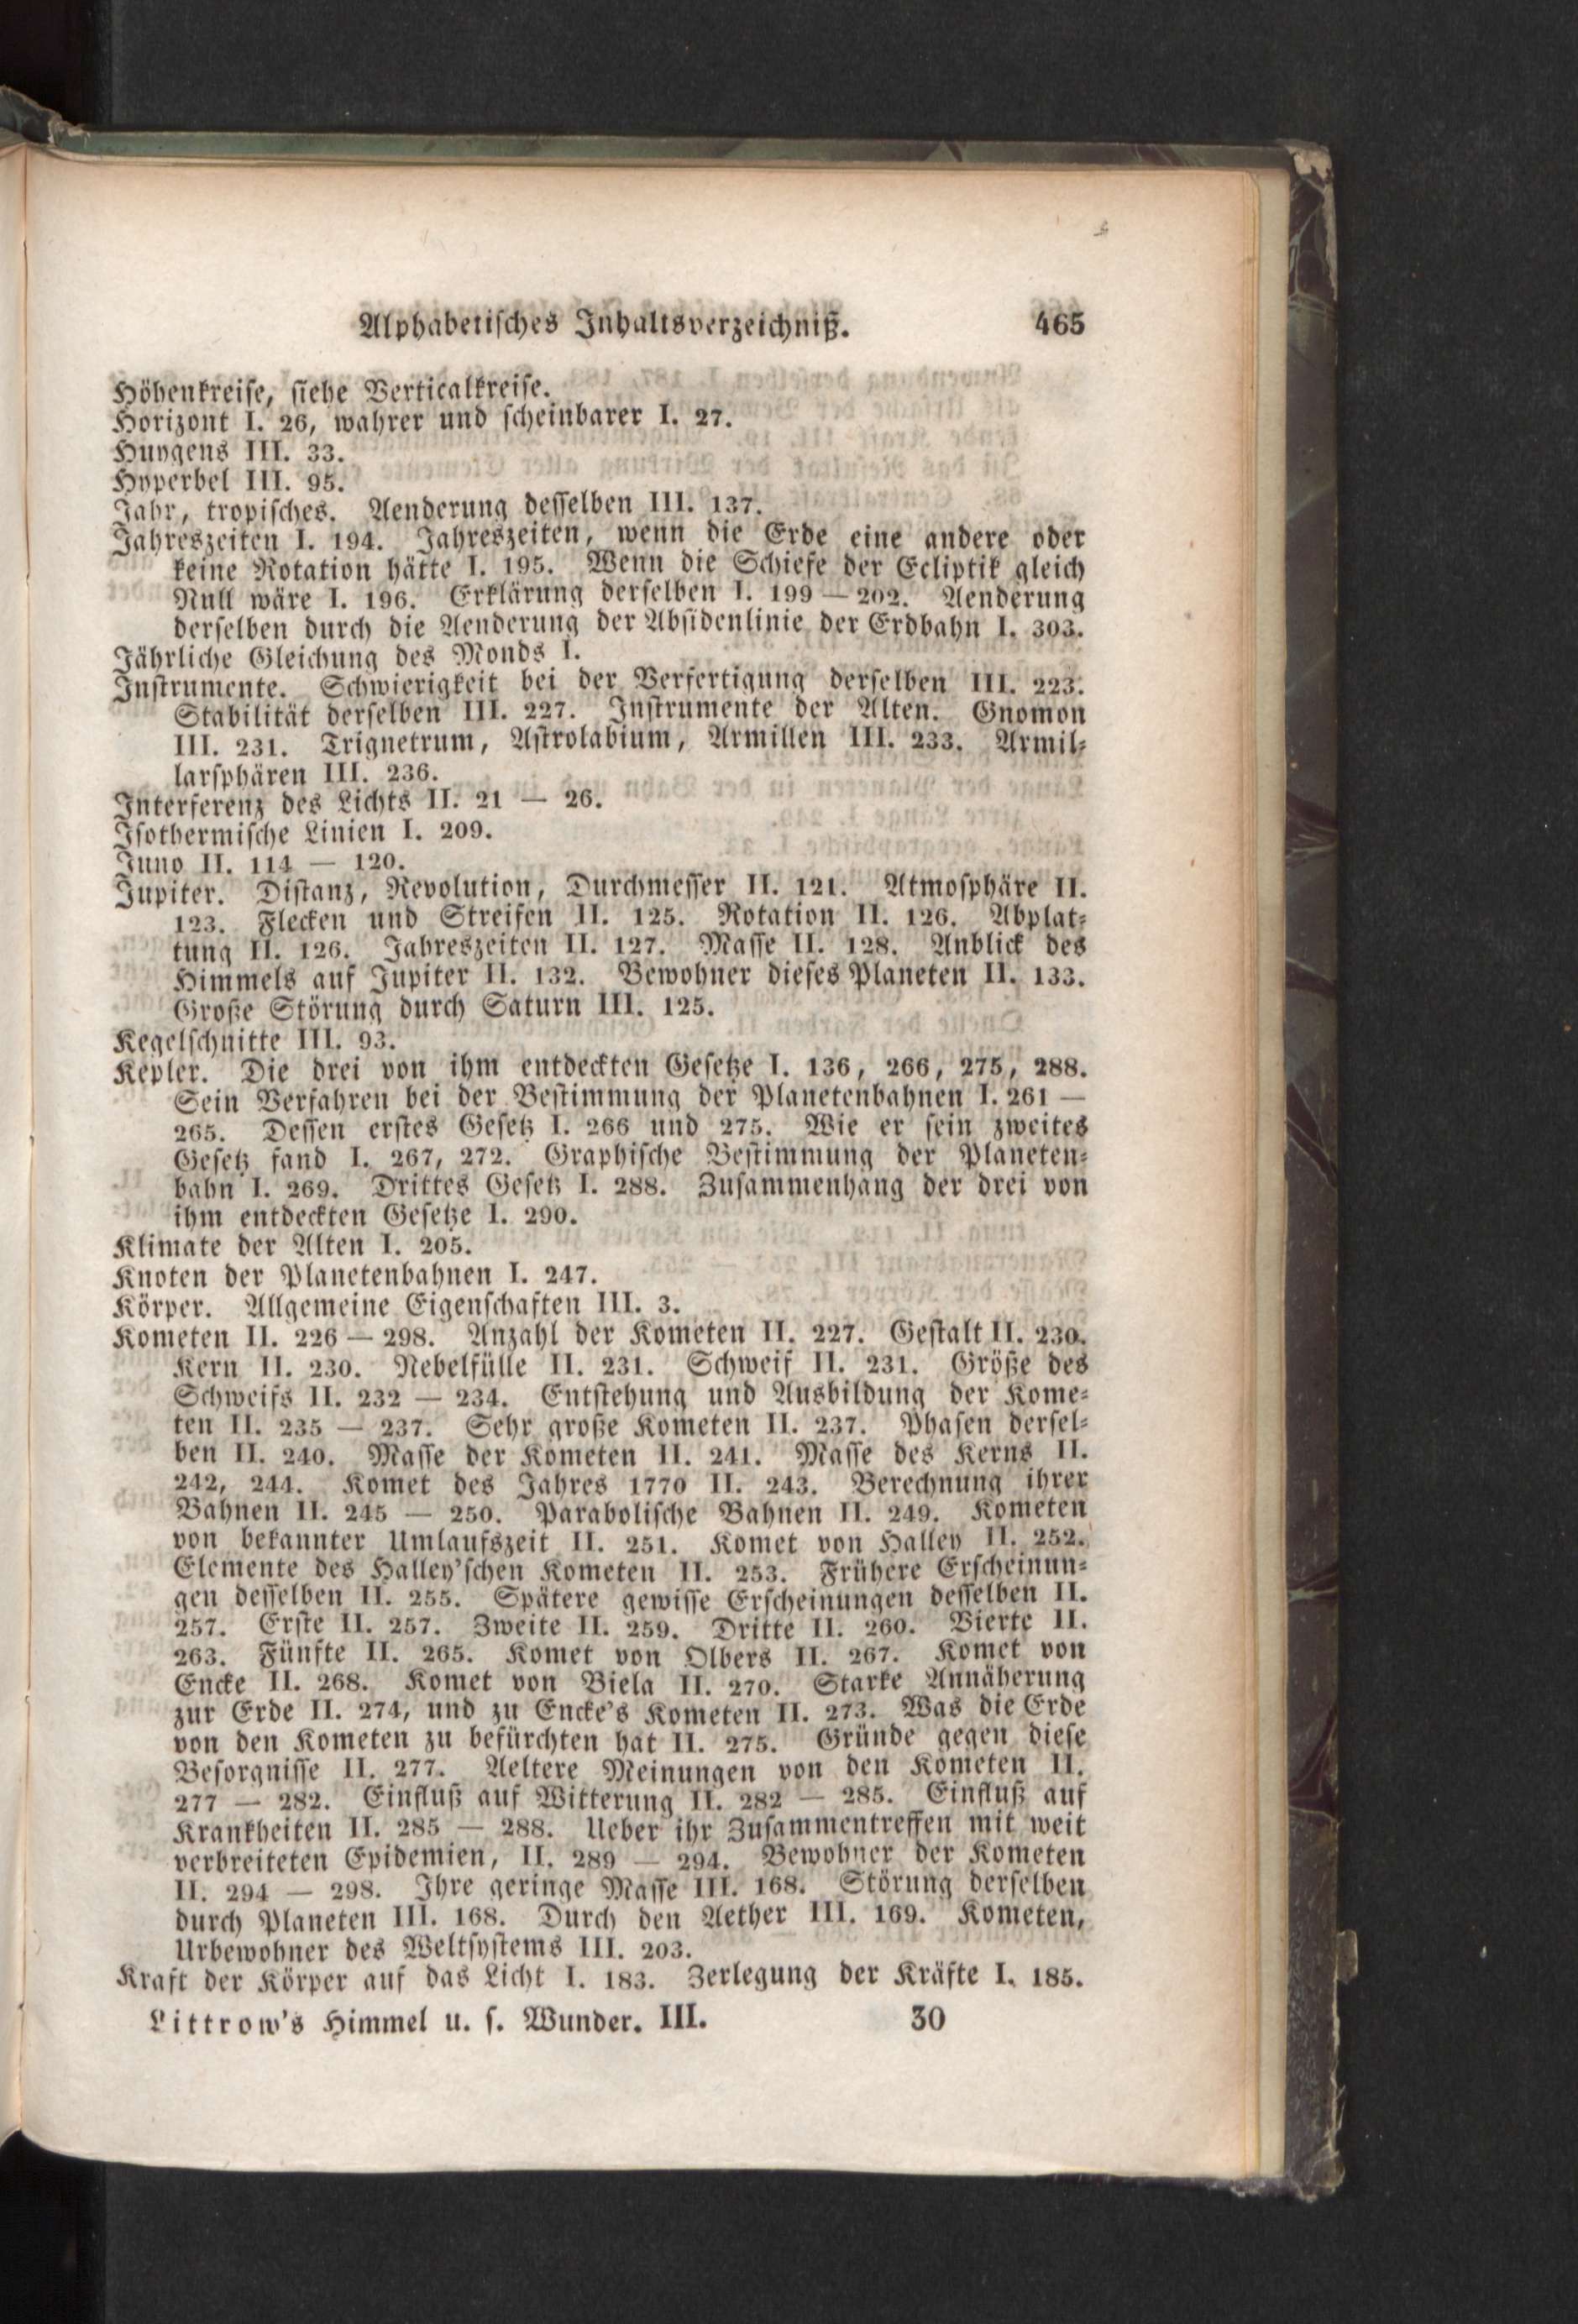 Alphabetisches Inhaltsverzeichniß. 465
Höhenkreise, siehe Verticalkreise.
Horizont I. 26, wahrer und scheinbarer I. 27.
Huygens III. 33.
Hyperbel III. 95.
Jahr, tropisches. Aenderung desselben III. 137.
Jahreszeiten I. 194. Jahreszeiten, wenn die Erde eine andere oder
keine Rotation hätte I. 195. Wenn die Schiefe der Ecliptik gleich
Null wäre I. 196. Erklärung derselben I. 199 — 202. Aenderung
derselben durch die Aenderung der Absidenlinie der Erdbahn I. 303.
Jährliche Gleichung des Monds I.
Instrumente. Schwierigkeit bei der Verfertigung derselben III. 223.
Stabilität derselben III. 227. Instrumente der Alten. Gnomon
III. 231. Trignetrum, Astrolabium, Armillen III. 233. Armil-
larsphären III. 236.
Interferenz des Lichts II. 21 — 26.
Isothermische Linien I. 209.
Juno II. 114 — 120.
Jupiter. Distanz, Revolution, Durchmesser II. 121. Atmosphäre II.
123. Flecken und Streifen II. 125. Rotation II. 126. Abplat-
tung II. 126. Jahreszeiten II. 127. Masse II. 128. Anblick des
Himmels auf Jupiter II. 132. Bewohner dieses Planeten II. 133.
Große Störung durch Saturn III. 125.
Kegelschnitte III. 93.
Kepler. Die drei von ihm entdeckten Gesetze I. 136, 266, 275, 288.
Sein Verfahren bei der Bestimmung der Planetenbahnen I. 261 —
265. Dessen erstes Gesetz I. 266 und 275. Wie er sein zweites
Gesetz fand I. 267, 272. Graphische Bestimmung der Planeten-
bahn I. 269. Drittes Gesetz I. 288. Zusammenhang der drei von
ihm entdeckten Gesetze I. 290.
Klimate der Alten I. 205.
Knoten der Planetenbahnen I. 247.
Körper. Allgemeine Eigenschaften III. 3.
Kometen II. 226 — 298. Anzahl der Kometen II. 227. Gestalt II. 230.
Kern II. 230. Nebelfülle II. 231. Schweif II. 231. Größe des
Schweifs II. 232 — 234. Entstehung und Ausbildung der Kome-
ten II. 235 — 237. Sehr große Kometen II. 237. Phasen dersel-
ben II. 240. Masse der Kometen II. 241. Masse des Kerns II.
242, 244. Komet des Jahres 1770 II. 243. Berechnung ihrer
Bahnen II. 245 — 250. Parabolische Bahnen II. 249. Kometen
von bekannter Umlaufszeit II. 251. Komet von Halley II. 252.
Elemente des Halley'schen Kometen II. 253. Frühere Erscheinun-
gen desselben II. 255. Spätere gewisse Erscheinungen desselben II.
257. Erste II. 257. Zweite II. 259. Dritte II. 260. Vierte II.
263. Fünfte II. 265. Komet von Olbers II. 267. Komet von
Encke II. 268. Komet von Biela II. 270. Starke Annäherung
zur Erde II. 274, und zu Encke's Kometen II. 273. Was die Erde
von den Kometen zu befürchten hat II. 275. Gründe gegen diese
Besorgnisse II. 277. Aeltere Meinungen von den Kometen II.
277 — 282. Einfluß auf Witterung II. 282 — 285. Einfluß auf
Krankheiten II. 285 — 288. Ueber ihr Zusammentreffen mit weit
verbreiteten Epidemien, II. 289 — 294. Bewohner der Kometen
II. 294 — 298. Ihre geringe Masse III. 168. Störung derselben
durch Planeten III. 168. Durch den Aether III. 169. Kometen,
Urbewohner des Weltsystems III. 203.
Kraft der Körper auf das Licht I. 183. Zerlegung der Kräfte I. 185.
Littrow's Himmel u. s. Wunder. III. 30